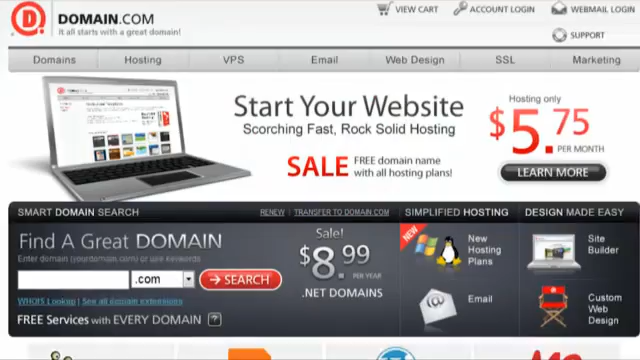 DOMAIN.COM
It all starts with a great domain!
VIEW CART
ACCOUNT LOGIN
WEBMAIL LOGIN
SUPPORT
Domains
Hosting
VPS
Email
Web Design
SSL
Marketing
Start Your Website
Scorching Fast, Rock Solid Hosting
SALE
FREE domain name
with all hosting plans!
Hosting only
$5.75
PER MONTH
LEARN MORE
SMART DOMAIN SEARCH
RENEW | TRANSFER TO DOMAIN.COM
Find A Great DOMAIN
Enter domain (yourdomain.com) or use keywords
.com
SEARCH
WHOIS Lookup | See all domain extensions
FREE Services with EVERY DOMAIN ?
Sale!
$8.99
PER YEAR
.NET DOMAINS
SIMPLIFIED HOSTING
NEW
New
Hosting
Plans
Email
DESIGN MADE EASY
Site
Builder
Custom
Web
Design